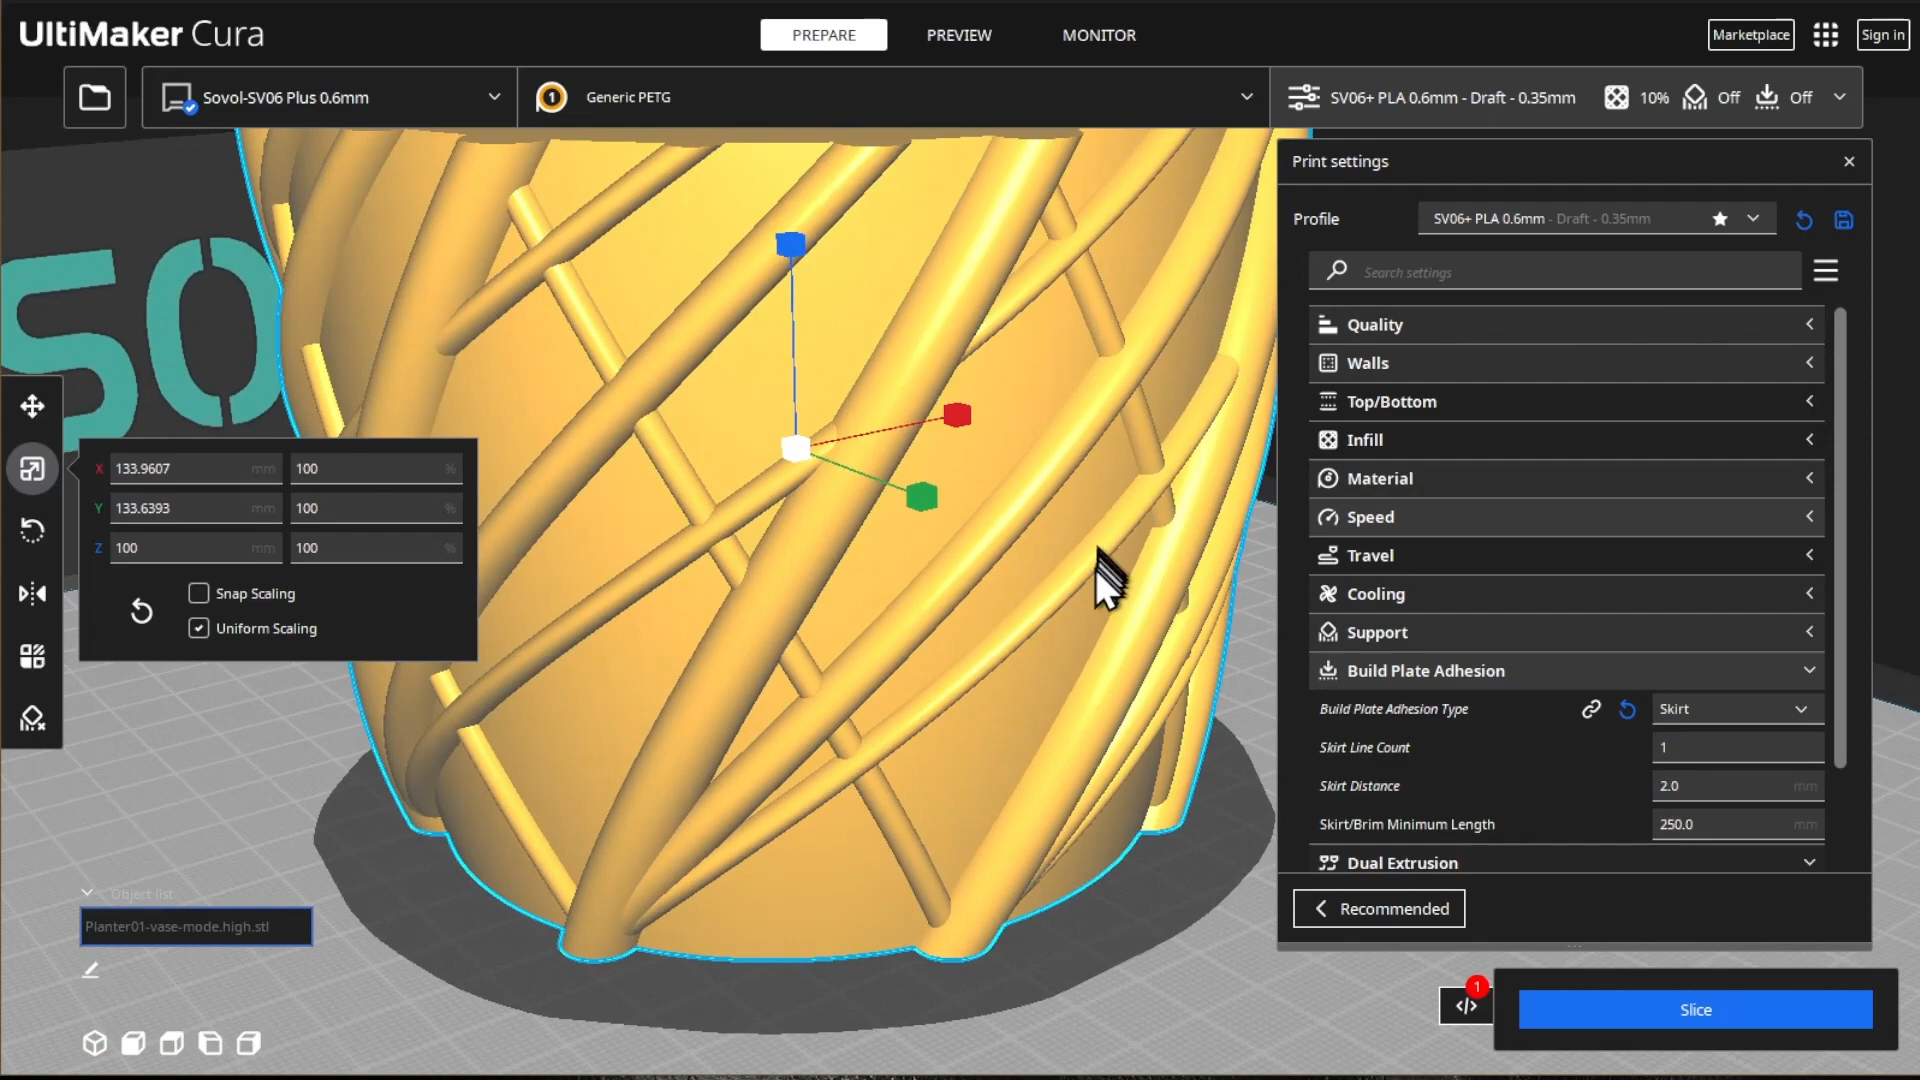 UltiMaker Cura
PREPARE
PREVIEW
MONITOR
Marketplace
Sign in
Sovol-SV06 Plus 0.6mm
1
Generic PETG
SV06+ PLA 0.6mm - Draft - 0.35mm
10%
Off
Off
Print settings
Profile
SV06+ PLA 0.6mm - Draft - 0.35mm
Search settings
Quality
Walls
Top/Bottom
Infill
Material
Speed
Travel
Cooling
Support
Build Plate Adhesion
Build Plate Adhesion Type
Skirt
Skirt Line Count
1
Skirt Distance
2.0 mm
Skirt/Brim Minimum Length
250.0 mm
Dual Extrusion
Recommended
SO
X 133.9607 mm 100 %
Y 133.6393 mm 100 %
Z 100 mm 100 %
Snap Scaling
Uniform Scaling
Object list
Planter01-vase-mode.high.stl
1
Slice